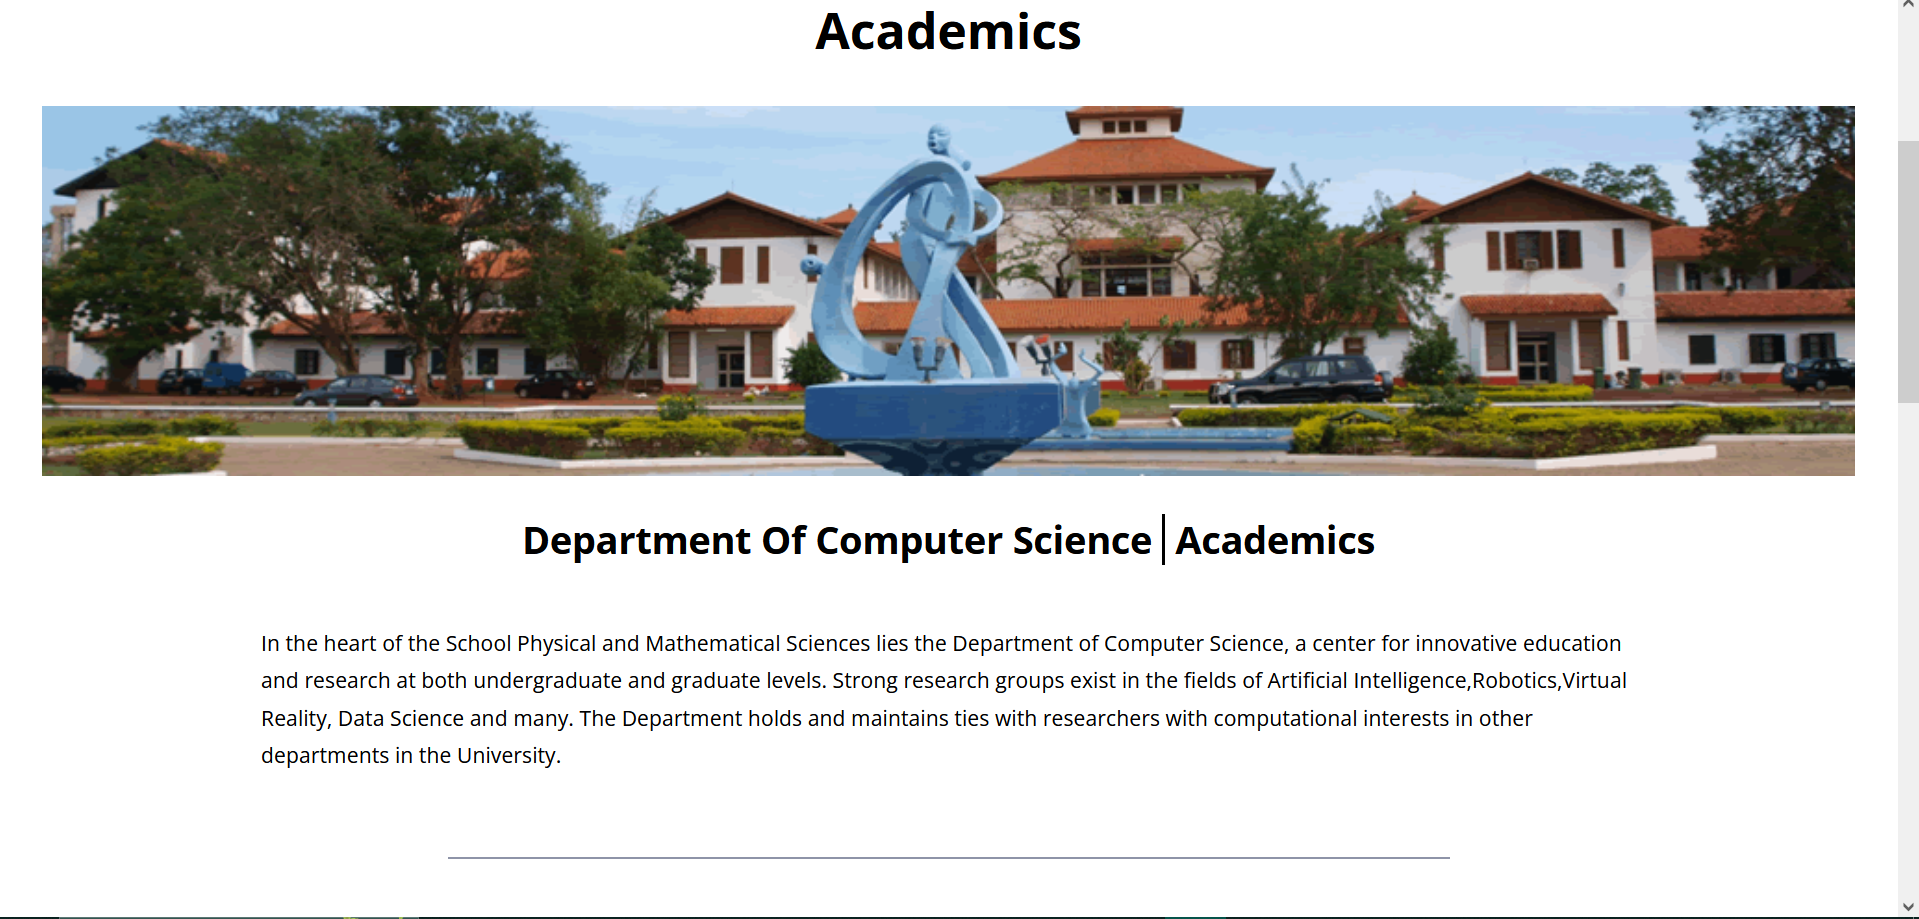 Academics
Department Of Computer Science | Academics
In the heart of the School Physical and Mathematical Sciences lies the Department of Computer Science, a center for innovative education
and research at both undergraduate and graduate levels. Strong research groups exist in the fields of Artificial Intelligence,Robotics,Virtual
Reality, Data Science and many. The Department holds and maintains ties with researchers with computational interests in other
departments in the University.